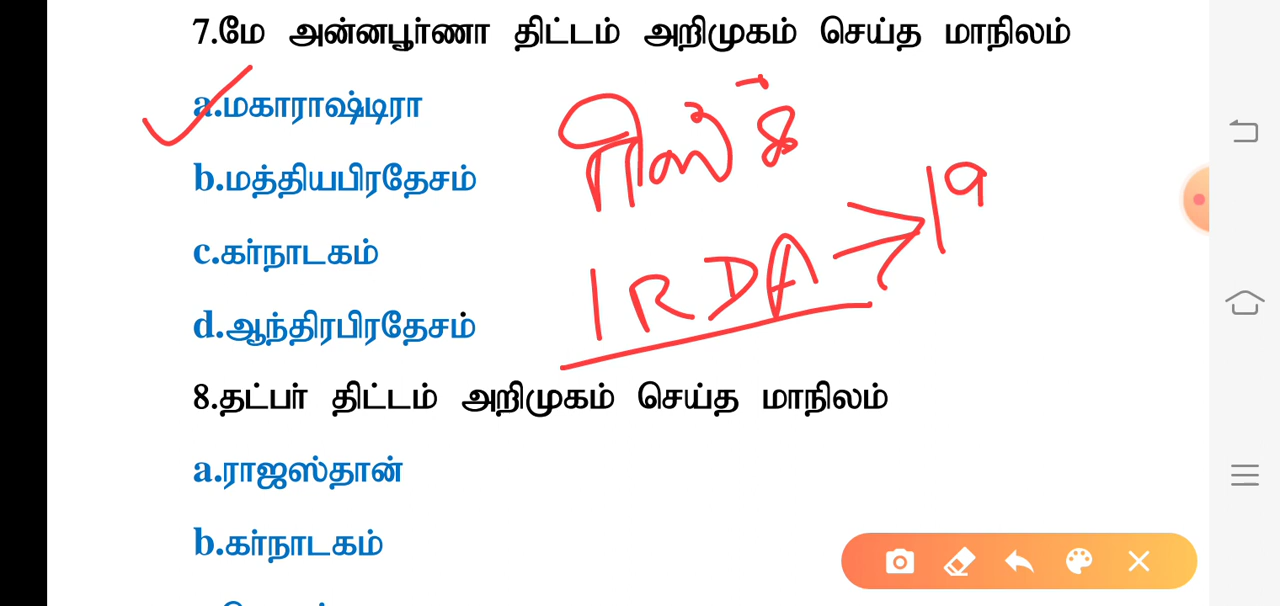 7.மே அன்னபூர்ணா திட்டம் அறிமுகம் செய்த மாநிலம்
a.மகாராஷ்டிரா
b.மத்தியபிரதேசம்
c.கர்நாடகம்
d.ஆந்திரபிரதேசம்
ரிஸ்க்
IRDA → 19
8.தட்பர் திட்டம் அறிமுகம் செய்த மாநிலம்
a.ராஜஸ்தான்
b.கர்நாடகம்